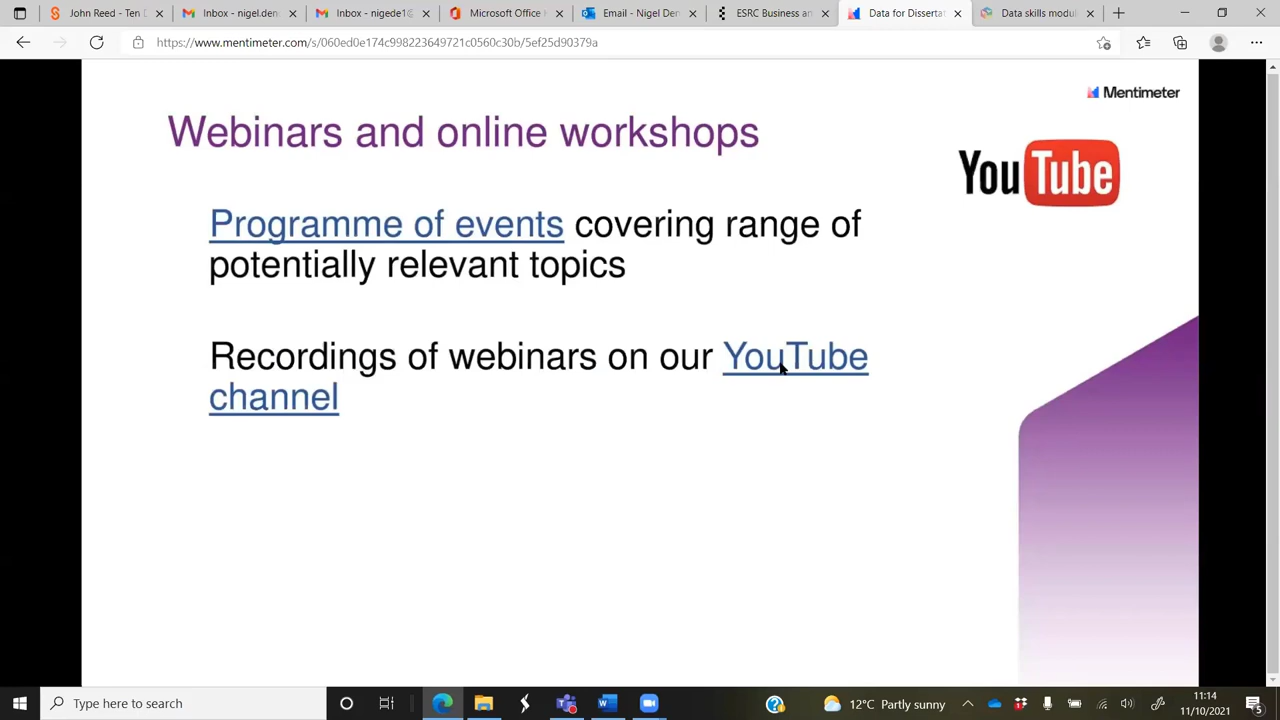 John Reed - Ten D
Inbox - nigel.den
Inbox - nigede1@
Microsoft Office
Email - Nigel Den
ESRC Business an
Data for Dissertat
Data skills modul
https://www.mentimeter.com/s/060ed0e174c998223649721c0560c30b/5ef25d90379a
Mentimeter
Webinars and online workshops
YouTube
Programme of events covering range of
potentially relevant topics
Recordings of webinars on our YouTube
channel
Type here to search
12°C Partly sunny
11:14
11/10/2021
5